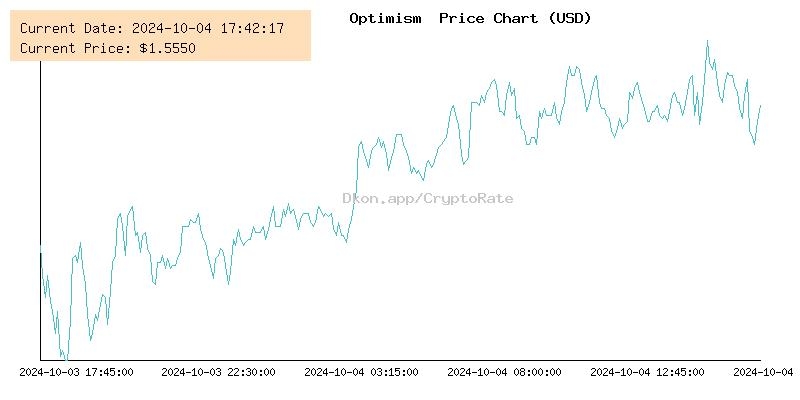 Optimism  Price Chart (USD)
Current Date: 2024-10-04 17:42:17
Current Price: $1.5550
Dkon.app/CryptoRate
2024-10-03 17:45:00 2024-10-03 22:30:00 2024-10-04 03:15:00 2024-10-04 08:00:00 2024-10-04 12:45:00 2024-10-04